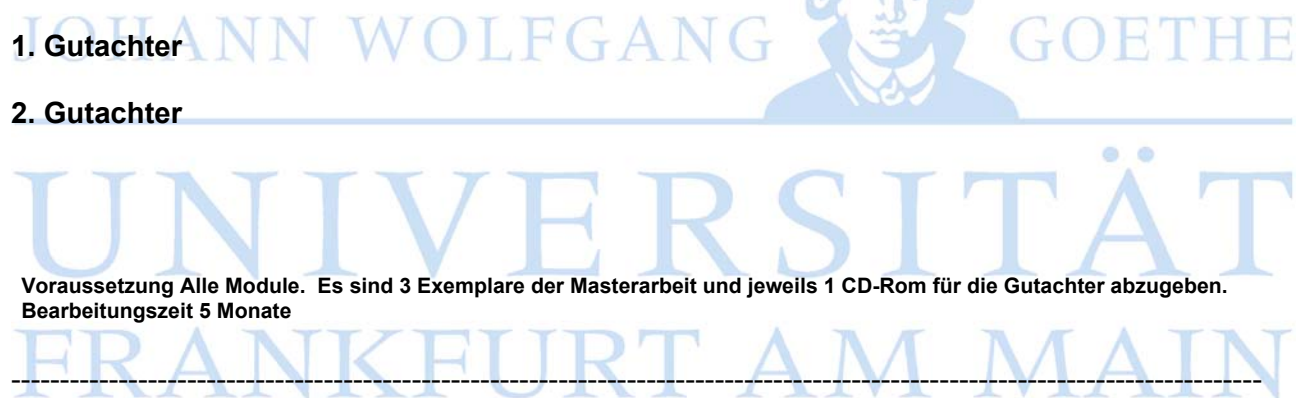 JOHANN WOLFGANG GOETHE
1. Gutachter
2. Gutachter
UNIVERSITÄT
Voraussetzung Alle Module. Es sind 3 Exemplare der Masterarbeit und jeweils 1 CD-Rom für die Gutachter abzugeben.
Bearbeitungszeit 5 Monate
FRANKFURT AM MAIN